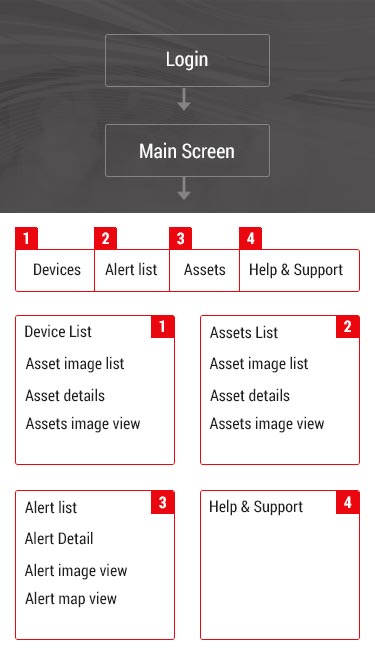 Login
Main Screen
1 2 3 4
Devices Alert list Assets Help & Support
Device List 1
Asset image list
Asset details
Assets image view
Assets List 2
Asset image list
Asset details
Assets image view
Alert list 3
Alert Detail
Alert image view
Alert map view
Help & Support 4